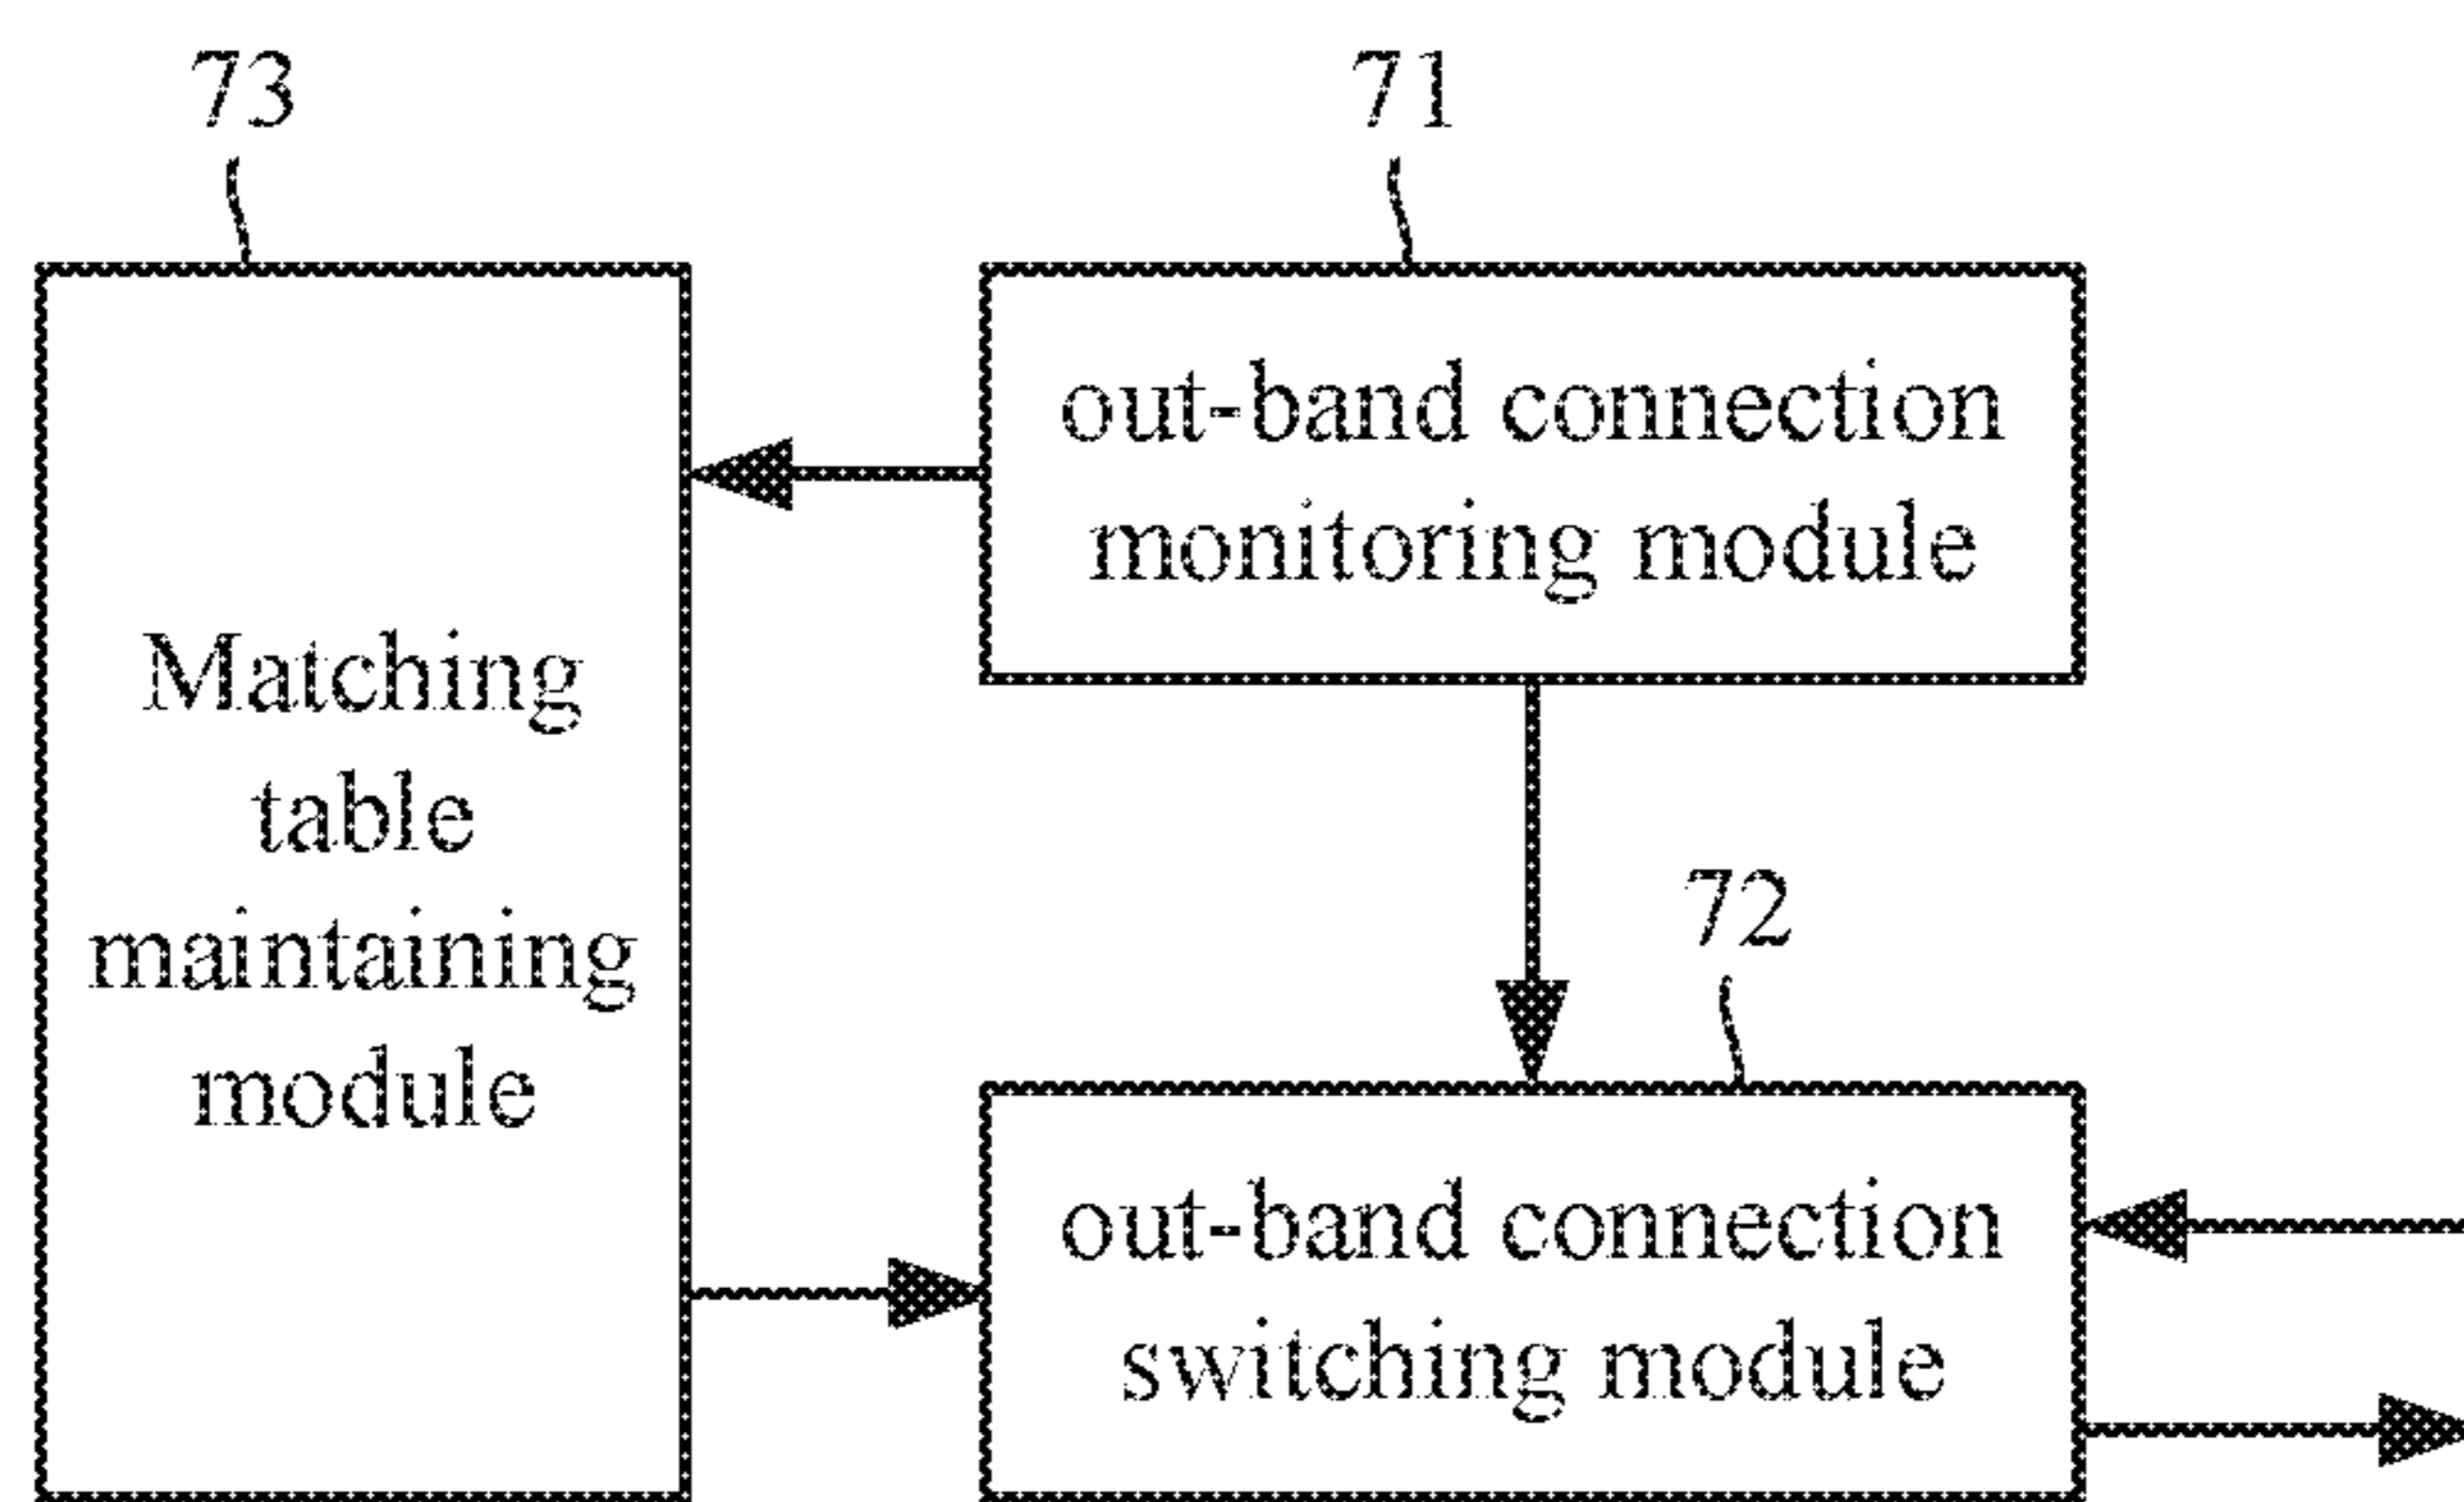 73
71
out-band connection
monitoring module
Matching
table
maintaining
module
72
out-band connection
switching module